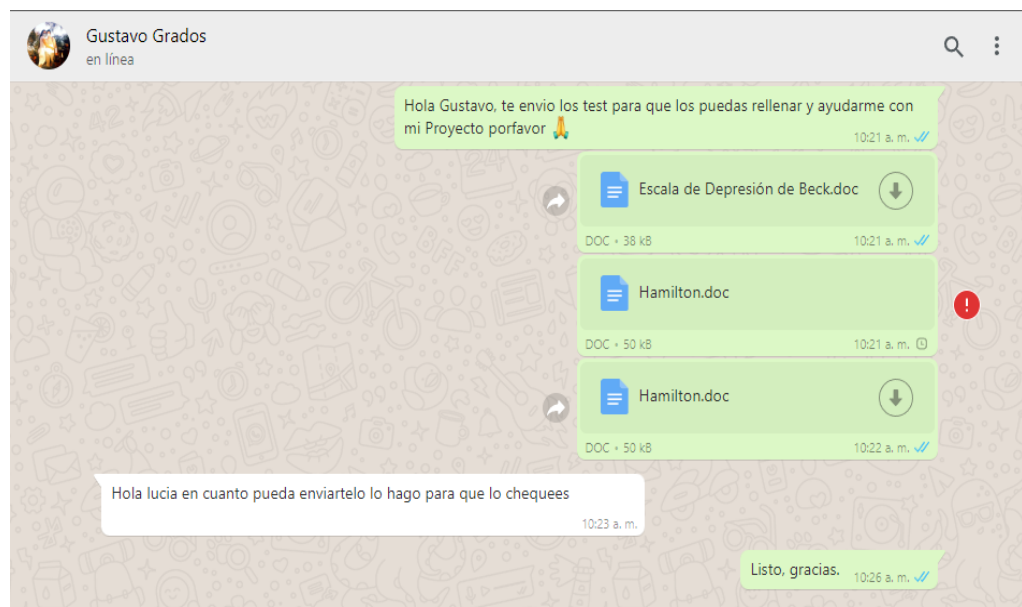 Gustavo Grados
en línea
Hola Gustavo, te envio los test para que los puedas rellenar y ayudarme con
mi Proyecto porfavor 🙏
10:21 a. m.
Escala de Depresión de Beck.doc
DOC • 38 kB
10:21 a. m.
Hamilton.doc
DOC • 50 kB
10:21 a. m.
Hamilton.doc
DOC • 50 kB
10:22 a. m.
Hola lucia en cuanto pueda enviartelo lo hago para que lo chequees
10:23 a. m.
Listo, gracias.
10:26 a. m.